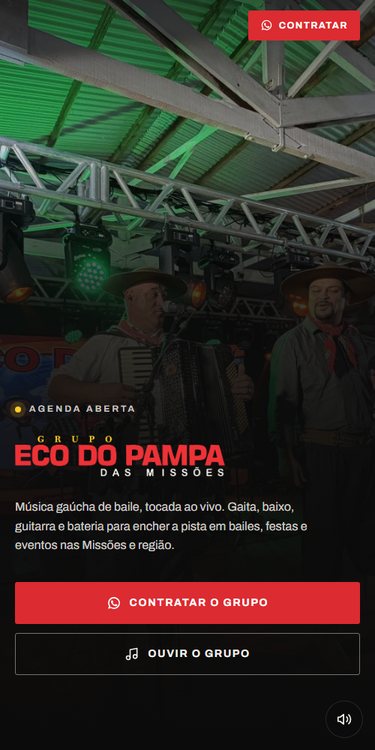 CONTRATAR
AGENDA ABERTA
GRUPO
ECO DO PAMPA
DAS MISSÕES
Música gaúcha de baile, tocada ao vivo. Gaita, baixo,
guitarra e bateria para encher a pista em bailes, festas e
eventos nas Missões e região.
CONTRATAR O GRUPO
OUVIR O GRUPO